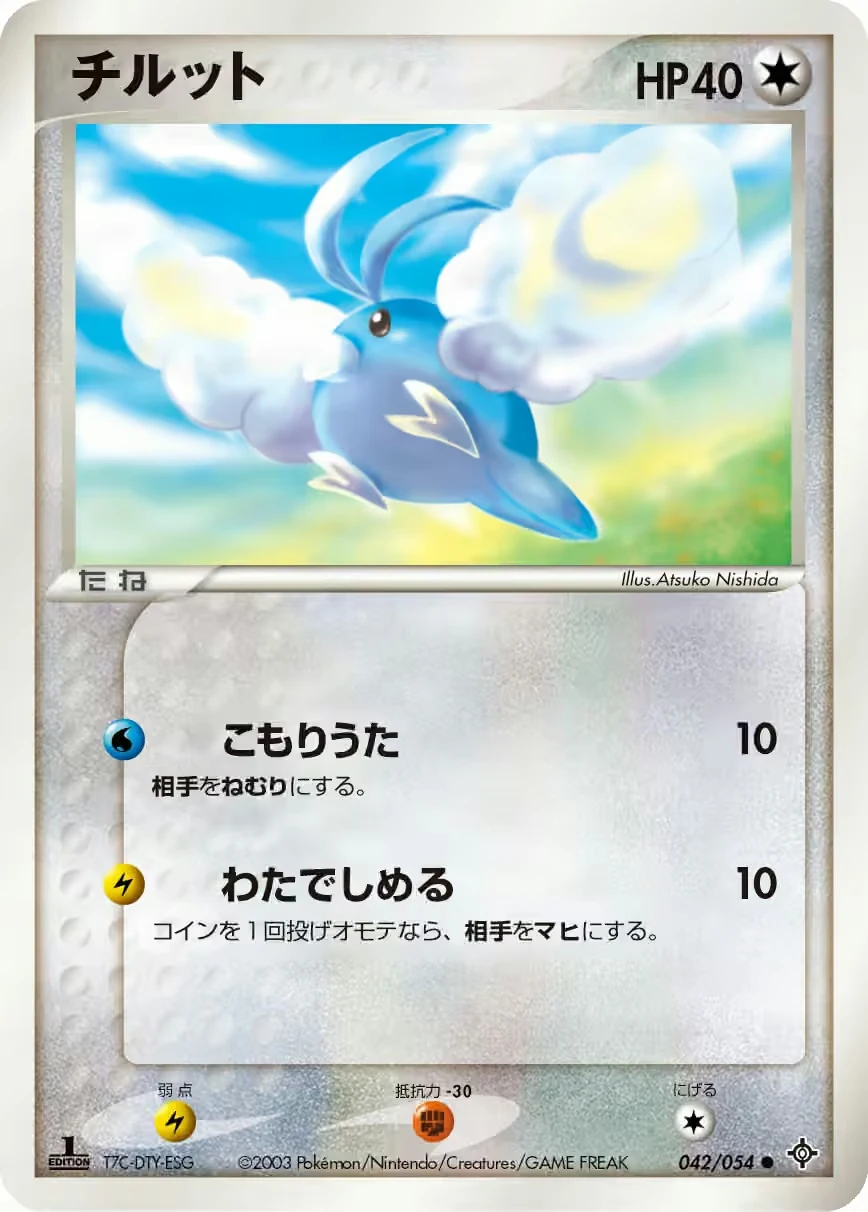 チルット
HP40
たね
Illus.Atsuko Nishida
こもりうた 10
相手をねむりにする。
わたでしめる 10
コインを1回投げオモテなら、相手をマヒにする。
弱点 抵抗力 -30 にげる
1 EDITION T7C-DTY-ESG ©2003 Pokémon/Nintendo/Creatures/GAME FREAK 042/054